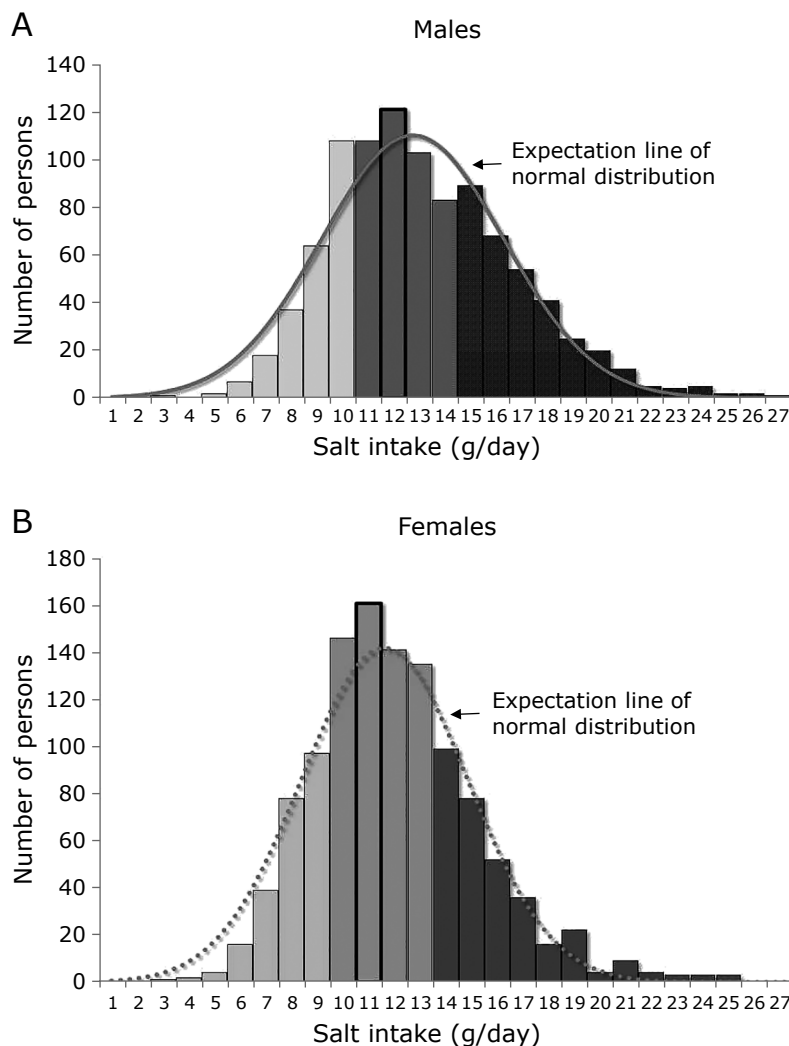 A
Males
140
120
100
80
60
40
20
0
Number of persons
Expectation line of
normal distribution
1 2 3 4 5 6 7 8 9 10 11 12 13 14 15 16 17 18 19 20 21 22 23 24 25 26 27
Salt intake (g/day)
B
Females
180
160
140
120
100
80
60
40
20
0
Number of persons
Expectation line of
normal distribution
1 2 3 4 5 6 7 8 9 10 11 12 13 14 15 16 17 18 19 20 21 22 23 24 25 26 27
Salt intake (g/day)